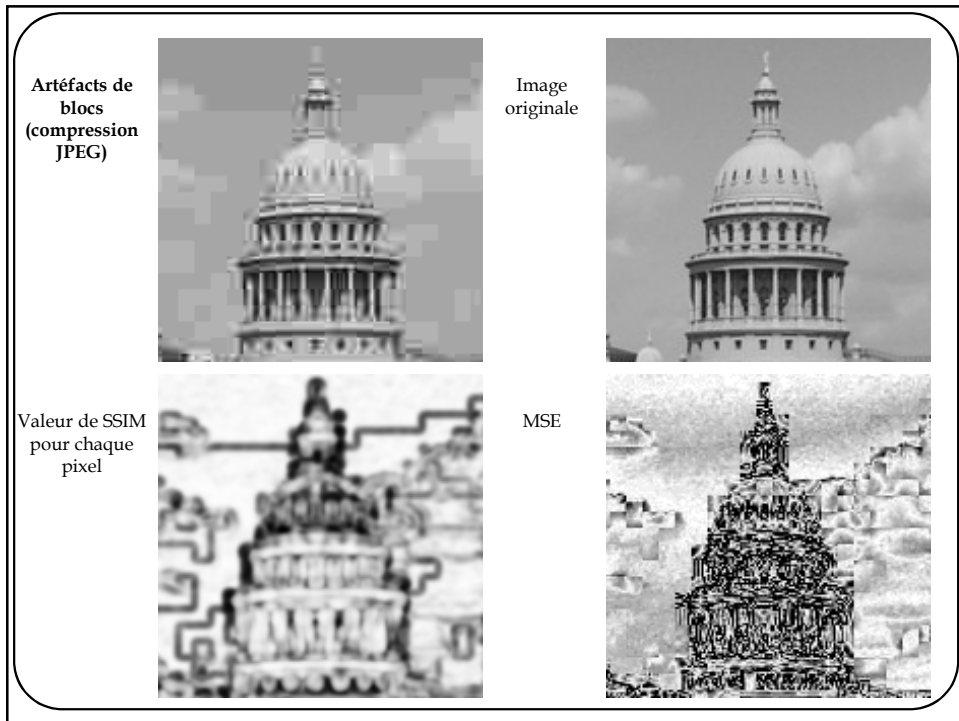 Artéfacts de
blocs
(compression
JPEG)
Image
originale
Valeur de SSIM
pour chaque
pixel
MSE